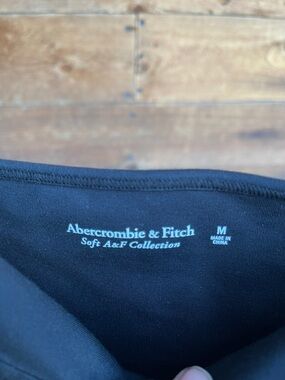 Abercrombie & Fitch
Soft A&F Collection
M
MADE IN
CHINA